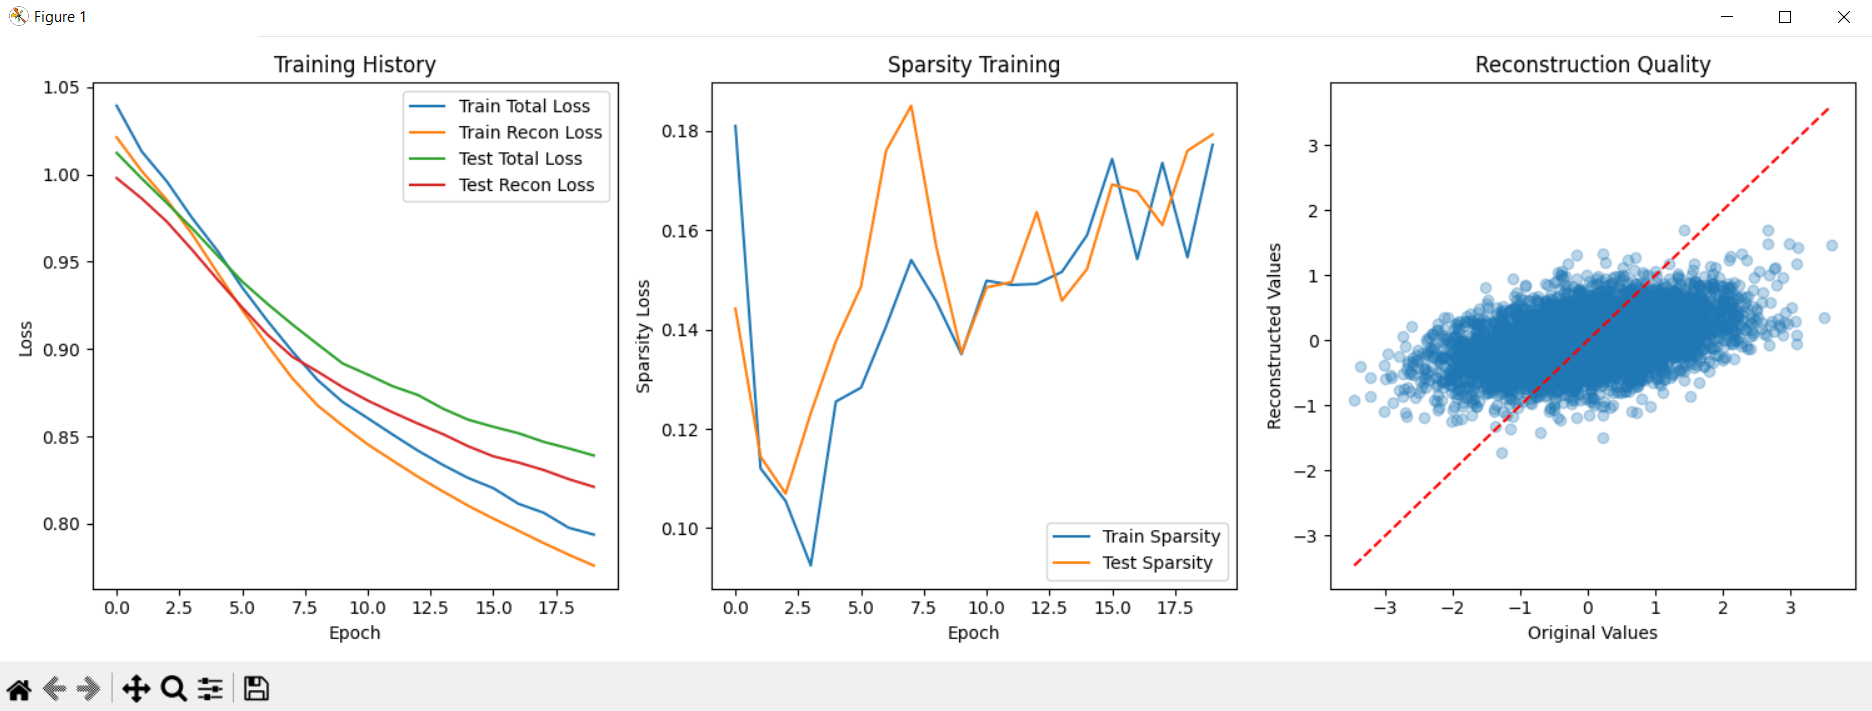 Figure 1
Training History
1.05
1.00
0.95
0.90
0.85
0.80
Loss
Train Total Loss
Train Recon Loss
Test Total Loss
Test Recon Loss
0.0 2.5 5.0 7.5 10.0 12.5 15.0 17.5
Epoch
Sparsity Training
0.18
0.16
0.14
0.12
0.10
Sparsity Loss
Train Sparsity
Test Sparsity
0.0 2.5 5.0 7.5 10.0 12.5 15.0 17.5
Epoch
Reconstruction Quality
3
2
1
0
−1
−2
−3
Reconstructed Values
−3 −2 −1 0 1 2 3
Original Values